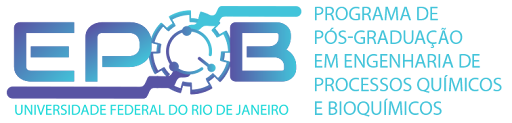 EPQB
UNIVERSIDADE FEDERAL DO RIO DE JANEIRO
PROGRAMA DE
PÓS-GRADUAÇÃO
EM ENGENHARIA DE
PROCESSOS QUÍMICOS
E BIOQUÍMICOS